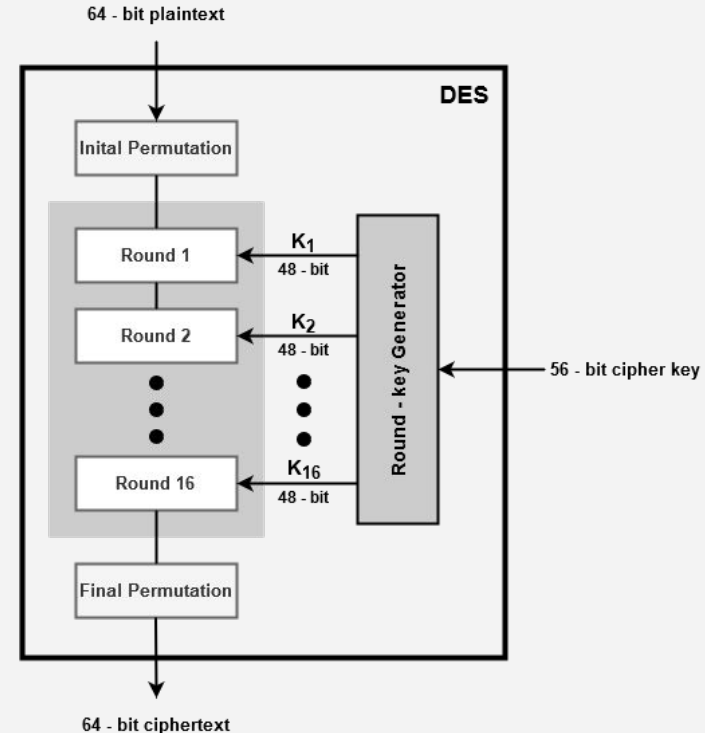 64 - bit plaintext
DES
Inital Permutation
Round 1
K1
48 - bit
Round 2
K2
48 - bit
Round - key Generator
56 - bit cipher key
Round 16
K16
48 - bit
Final Permutation
64 - bit ciphertext